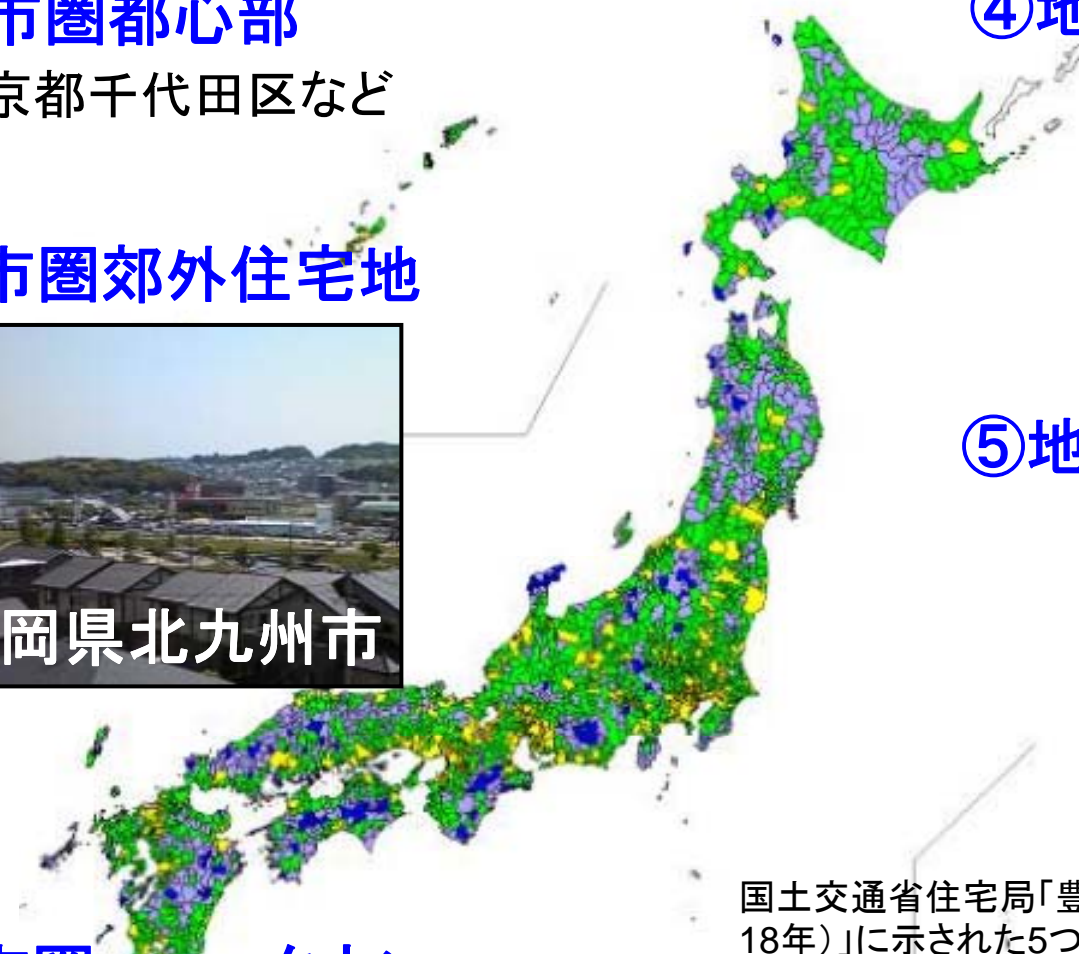 市圏都心部
京都千代田区など
市圏郊外住宅地
岡県北九州市
④地
⑤地
国土交通省住宅局「豊
18年）」に示された5つ